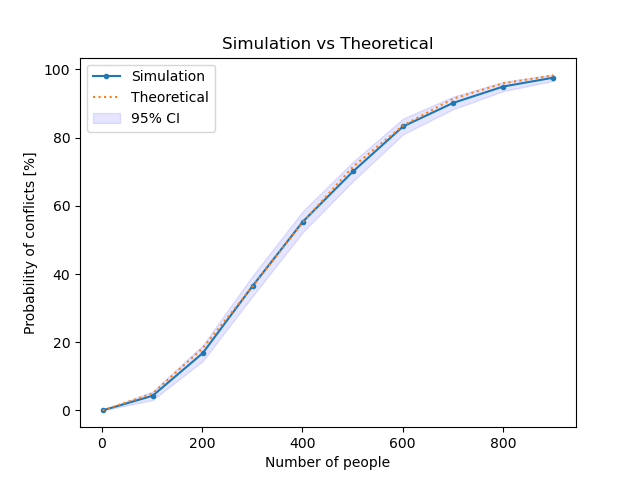 Simulation vs Theoretical
Simulation
Theoretical
95% CI
Probability of conflicts [%]
100
80
60
40
20
0
0 200 400 600 800
Number of people